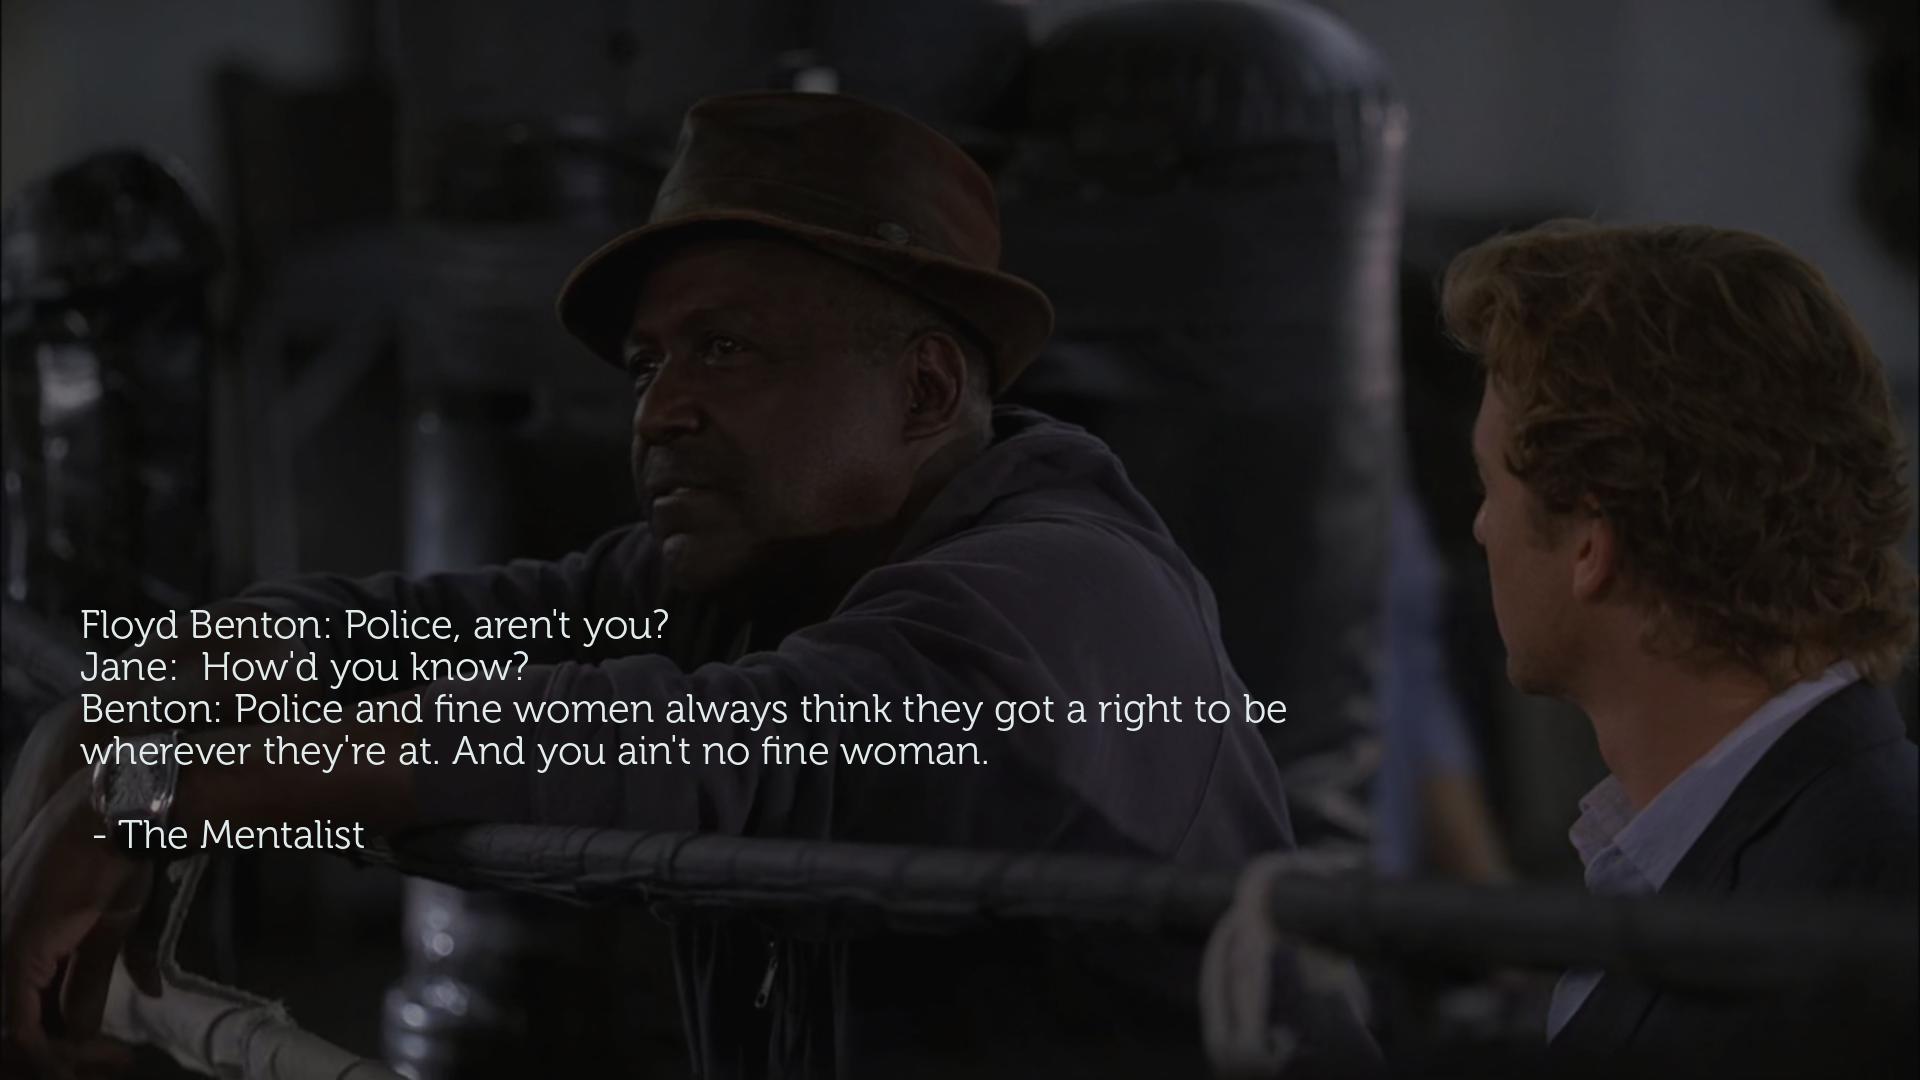 Floyd Benton: Police, aren't you?
Jane:  How'd you know?
Benton: Police and fine women always think they got a right to be
wherever they're at. And you ain't no fine woman.
- The Mentalist